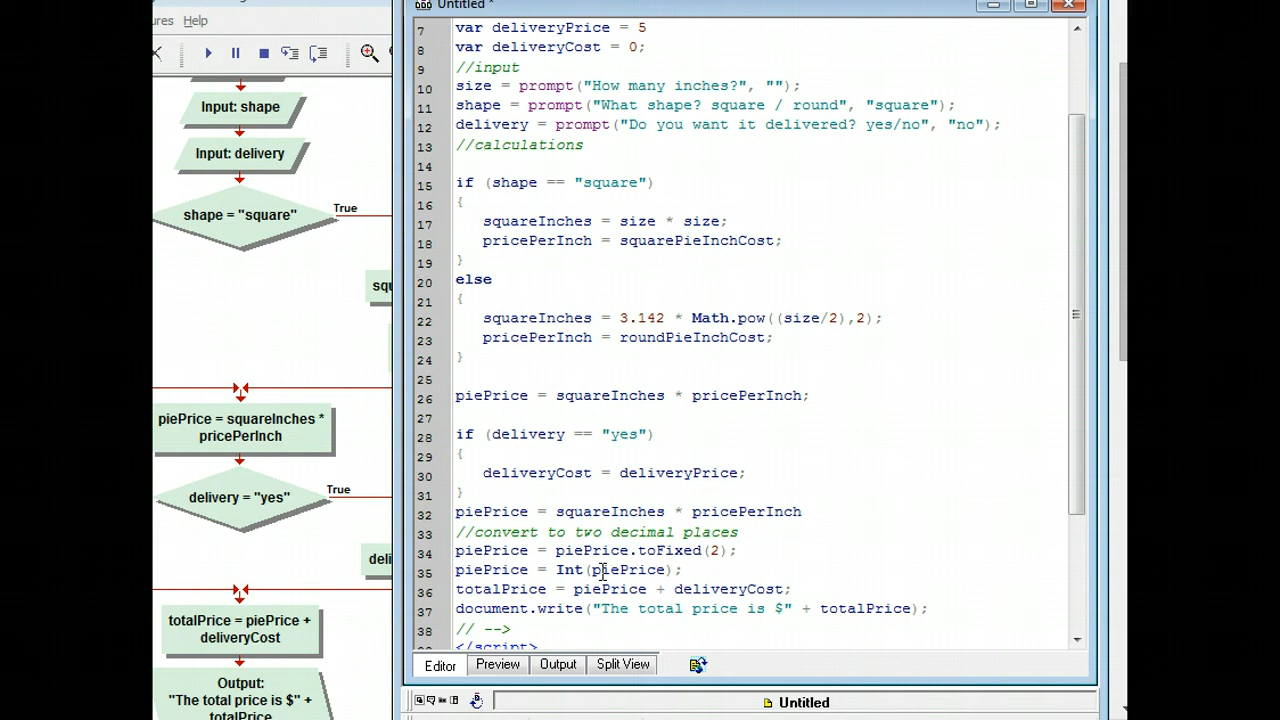 ures Help
Input: shape
Input: delivery
shape = "square"
True
squ
piePrice = squareInches *
pricePerInch
delivery = "yes"
True
deli
totalPrice = piePrice +
deliveryCost
Output:
"The total price is $" +
totalPrice
Untitled *
7 var deliveryPrice = 5
8 var deliveryCost = 0;
9 //input
10 size = prompt("How many inches?", "");
11 shape = prompt("What shape? square / round", "square");
12 delivery = prompt("Do you want it delivered? yes/no", "no");
13 //calculations
14
15 if (shape == "square")
16 {
17 squareInches = size * size;
18 pricePerInch = squarePieInchCost;
19 }
20 else
21 {
22 squareInches = 3.142 * Math.pow((size/2),2);
23 pricePerInch = roundPieInchCost;
24 }
25
26 piePrice = squareInches * pricePerInch;
27
28 if (delivery == "yes")
29 {
30 deliveryCost = deliveryPrice;
31 }
32 piePrice = squareInches * pricePerInch
33 //convert to two decimal places
34 piePrice = piePrice.toFixed(2);
35 piePrice = Int(piePrice);
36 totalPrice = piePrice + deliveryCost;
37 document.write("The total price is $" + totalPrice);
38 // -->
</script>
Editor Preview Output Split View
Untitled